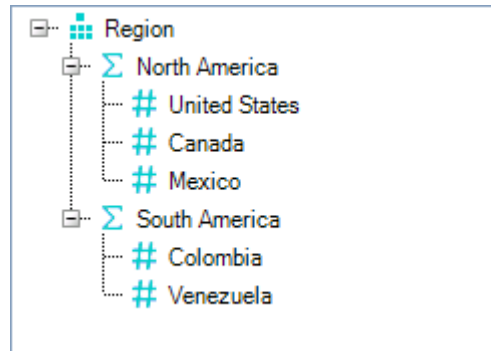 Region
North America
United States
Canada
Mexico
South America
Colombia
Venezuela